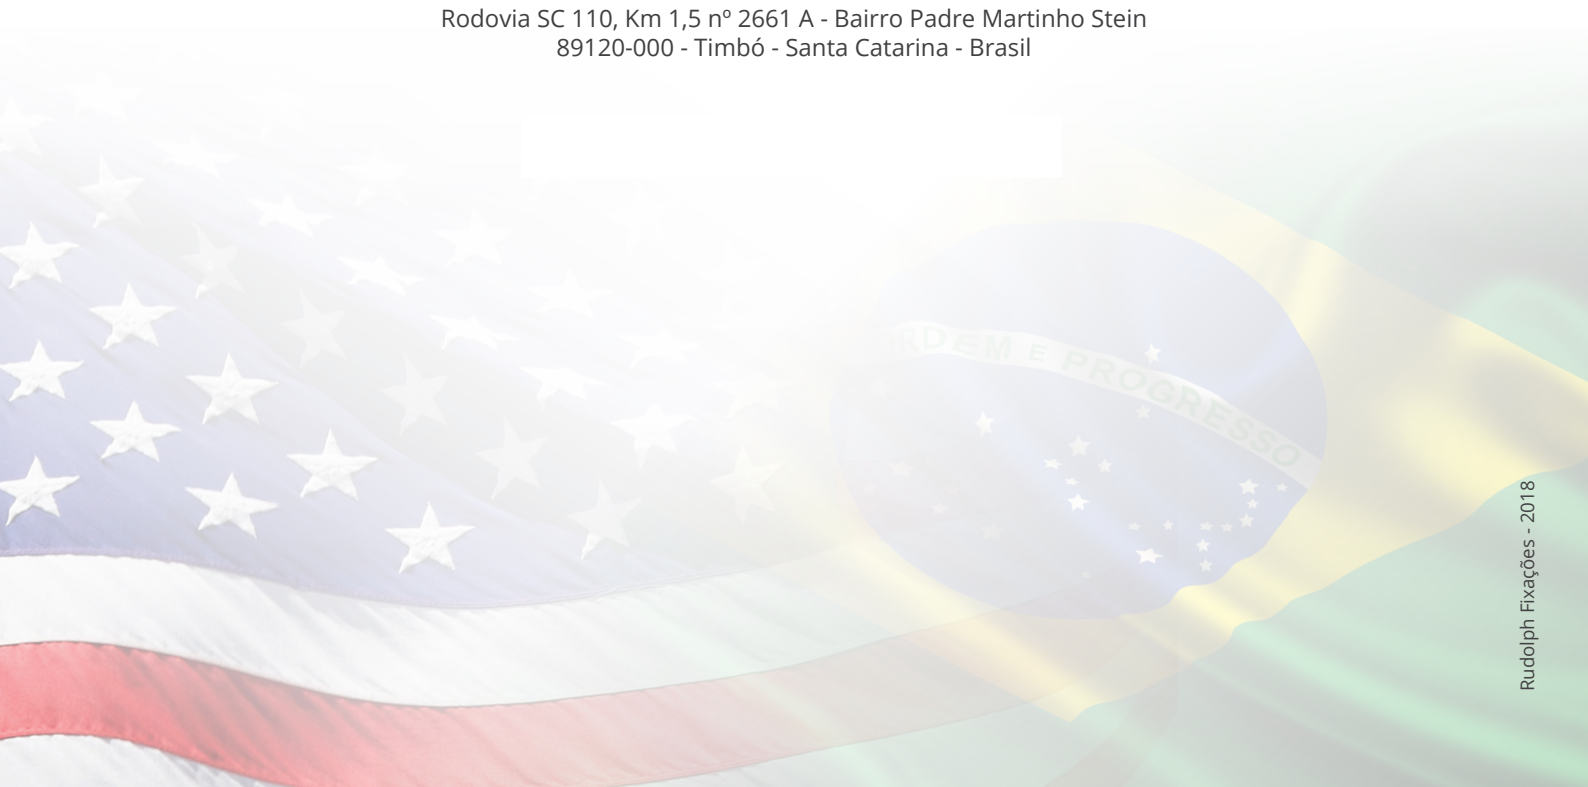 Rodovia SC 110, Km 1,5 nº 2661 A - Bairro Padre Martinho Stein
89120-000 - Timbó - Santa Catarina - Brasil
RDEM E PROGRESSO
Rudolph Fixações - 2018